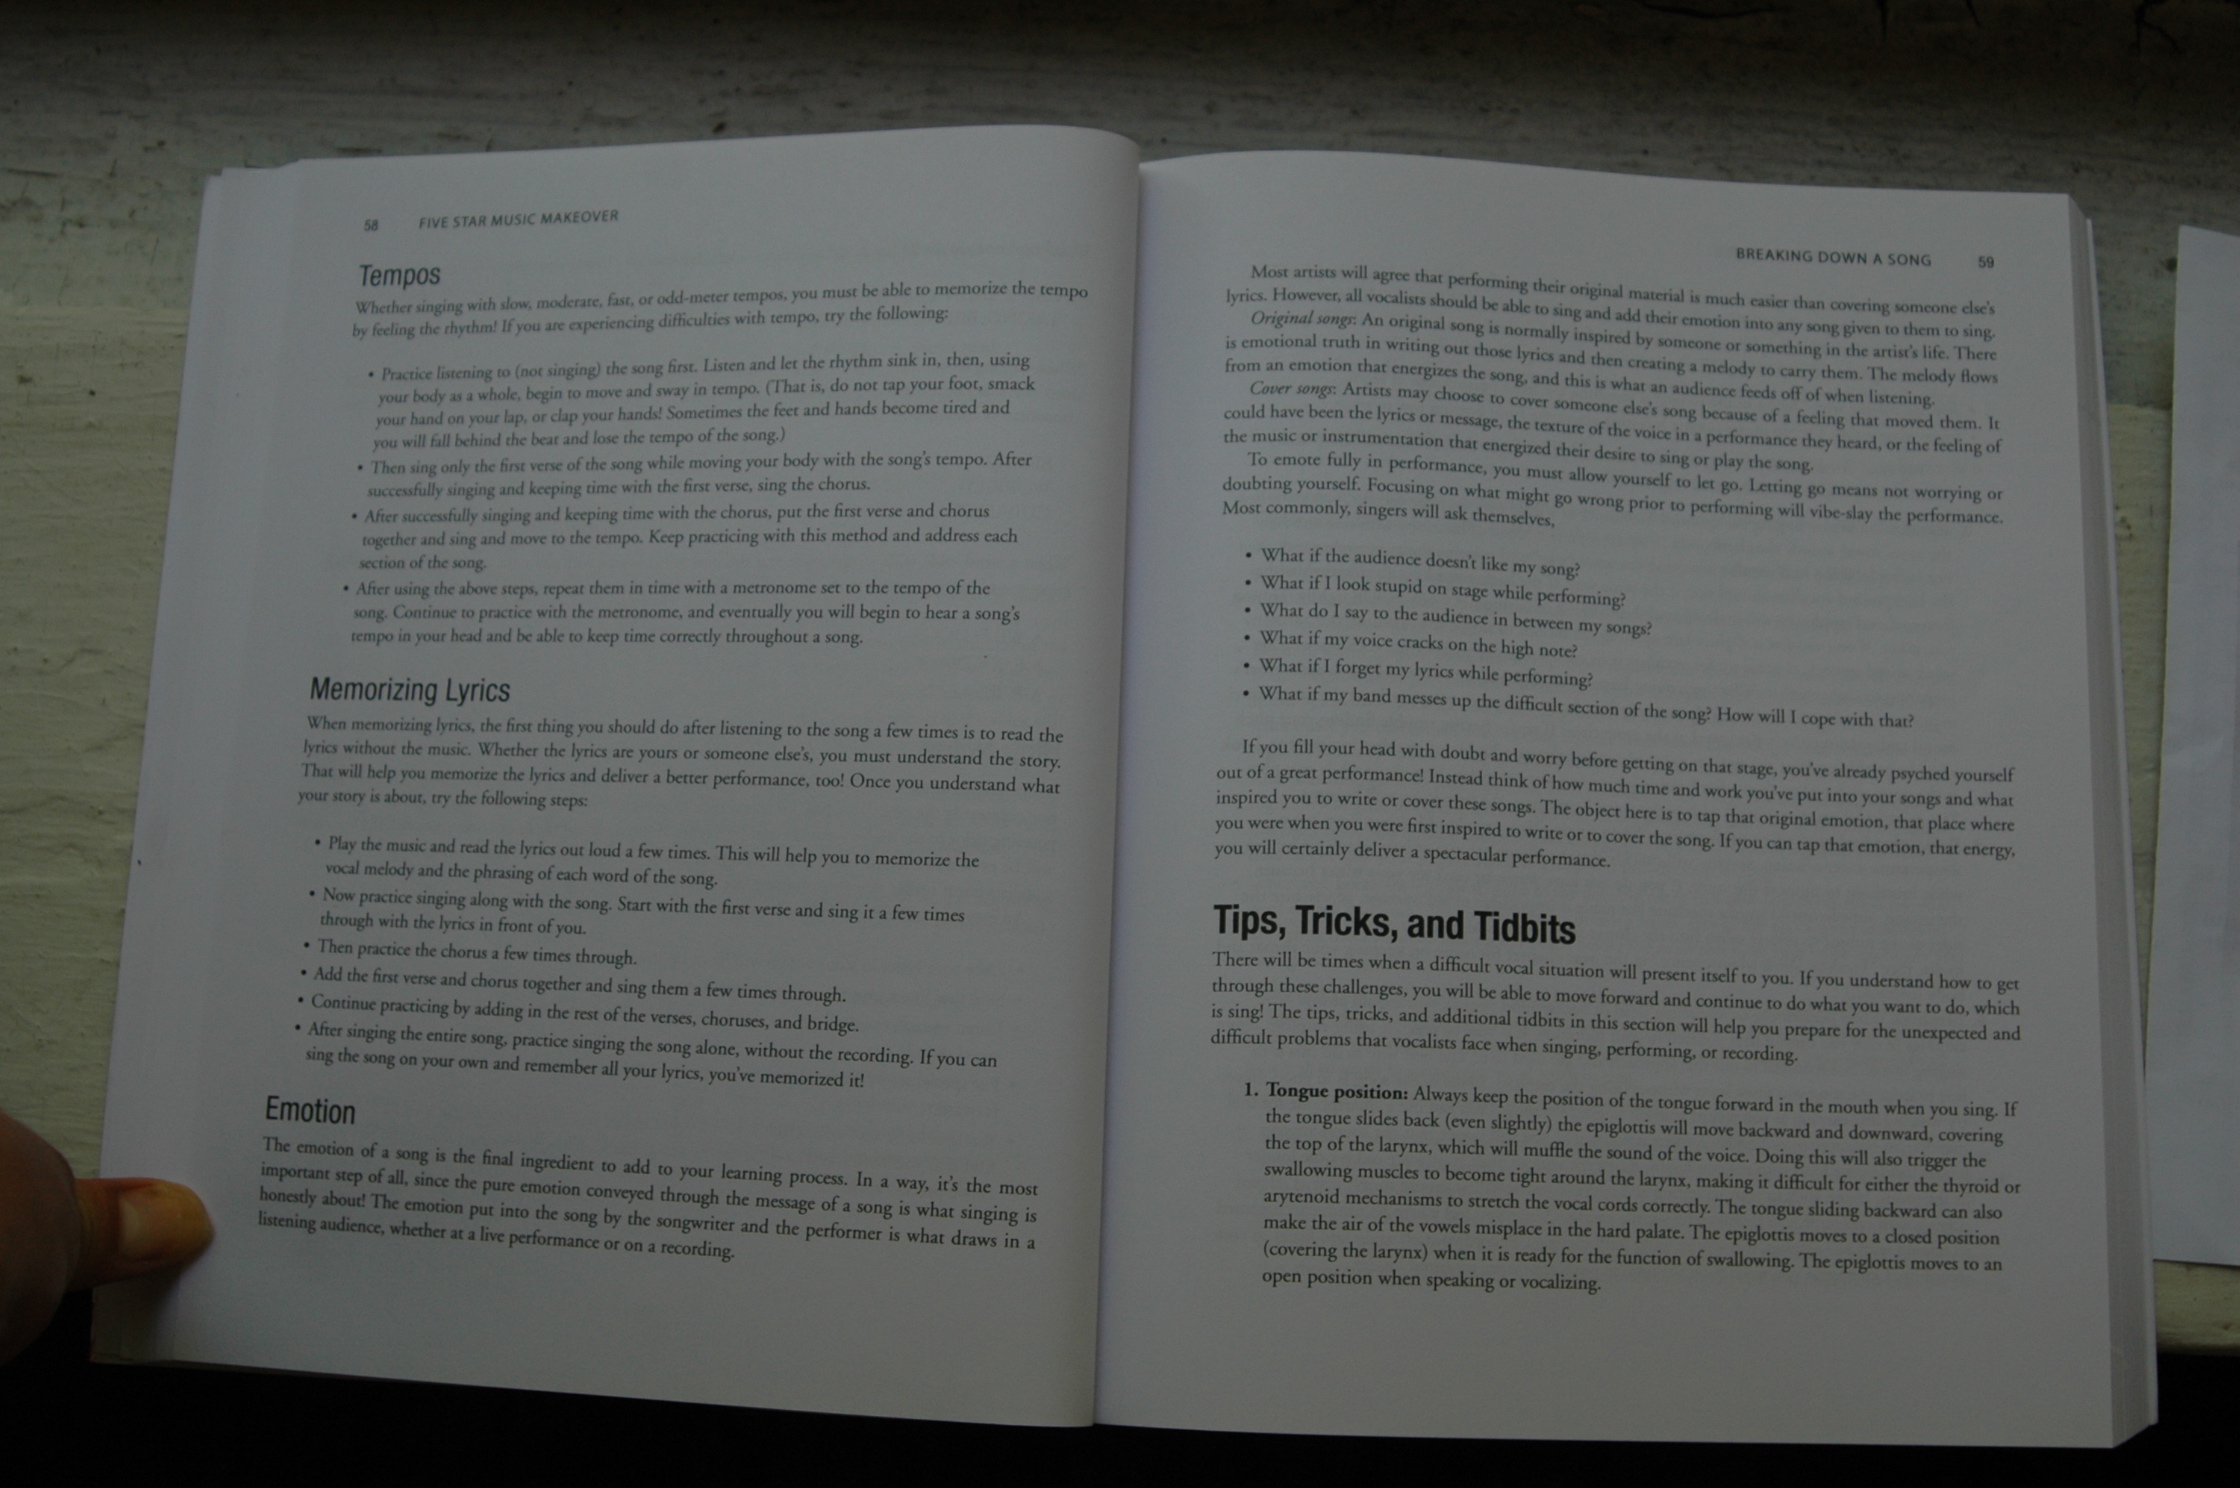 58 FIVE STAR MUSIC MAKEOVER
Tempos
Whether singing with slow, moderate, fast, or odd-meter tempos, you must be able to memorize the tempo
by feeling the rhythm! If you are experiencing difficulties with tempo, try the following:
• Practice listening to (not singing) the song first. Listen and let the rhythm sink in, then, using
your body as a whole, begin to move and sway in tempo. (That is, do not tap your foot, smack
your hand on your lap, or clap your hands! Sometimes the feet and hands become tired and
you will fall behind the beat and lose the tempo of the song.)
• Then sing only the first verse of the song while moving your body with the song's tempo. After
successfully singing and keeping time with the first verse, sing the chorus.
• After successfully singing and keeping time with the chorus, put the first verse and chorus
together and sing and move to the tempo. Keep practicing with this method and address each
section of the song.
• After using the above steps, repeat them in time with a metronome set to the tempo of the
song. Continue to practice with the metronome, and eventually you will begin to hear a song's
tempo in your head and be able to keep time correctly throughout a song.
Memorizing Lyrics
When memorizing lyrics, the first thing you should do after listening to the song a few times is to read the
lyrics without the music. Whether the lyrics are yours or someone else's, you must understand the story.
That will help you memorize the lyrics and deliver a better performance, too! Once you understand what
your story is about, try the following steps:
• Play the music and read the lyrics out loud a few times. This will help you to memorize the
vocal melody and the phrasing of each word of the song.
• Now practice singing along with the song. Start with the first verse and sing it a few times
through with the lyrics in front of you.
• Then practice the chorus a few times through.
• Add the first verse and chorus together and sing them a few times through.
• Continue practicing by adding in the rest of the verses, choruses, and bridge.
• After singing the entire song, practice singing the song alone, without the recording. If you can
sing the song on your own and remember all your lyrics, you've memorized it!
Emotion
The emotion of a song is the final ingredient to add to your learning process. In a way, it's the most
important step of all, since the pure emotion conveyed through the message of a song is what singing is
honestly about! The emotion put into the song by the songwriter and the performer is what draws in a
listening audience, whether at a live performance or on a recording.
BREAKING DOWN A SONG 59
Most artists will agree that performing their original material is much easier than covering someone else's
lyrics. However, all vocalists should be able to sing and add their emotion into any song given to them to sing.
Original songs: An original song is normally inspired by someone or something in the artist's life. There
is emotional truth in writing out those lyrics and then creating a melody to carry them. The melody flows
from an emotion that energizes the song, and this is what an audience feeds off of when listening.
Cover songs: Artists may choose to cover someone else's song because of a feeling that moved them. It
could have been the lyrics or message, the texture of the voice in a performance they heard, or the feeling of
the music or instrumentation that energized their desire to sing or play the song.
To emote fully in performance, you must allow yourself to let go. Letting go means not worrying or
doubting yourself. Focusing on what might go wrong prior to performing will vibe-slay the performance.
Most commonly, singers will ask themselves,
• What if the audience doesn't like my song?
• What if I look stupid on stage while performing?
• What do I say to the audience in between my songs?
• What if my voice cracks on the high note?
• What if I forget my lyrics while performing?
• What if my band messes up the difficult section of the song? How will I cope with that?
If you fill your head with doubt and worry before getting on that stage, you've already psyched yourself
out of a great performance! Instead think of how much time and work you've put into your songs and what
inspired you to write or cover these songs. The object here is to tap that original emotion, that place where
you were when you were first inspired to write or to cover the song. If you can tap that emotion, that energy,
you will certainly deliver a spectacular performance.
Tips, Tricks, and Tidbits
There will be times when a difficult vocal situation will present itself to you. If you understand how to get
through these challenges, you will be able to move forward and continue to do what you want to do, which
is sing! The tips, tricks, and additional tidbits in this section will help you prepare for the unexpected and
difficult problems that vocalists face when singing, performing, or recording.
1. Tongue position: Always keep the position of the tongue forward in the mouth when you sing. If
the tongue slides back (even slightly) the epiglottis will move backward and downward, covering
the top of the larynx, which will muffle the sound of the voice. Doing this will also trigger the
swallowing muscles to become tight around the larynx, making it difficult for either the thyroid or
arytenoid mechanisms to stretch the vocal cords correctly. The tongue sliding backward can also
make the air of the vowels misplace in the hard palate. The epiglottis moves to a closed position
(covering the larynx) when it is ready for the function of swallowing. The epiglottis moves to an
open position when speaking or vocalizing.